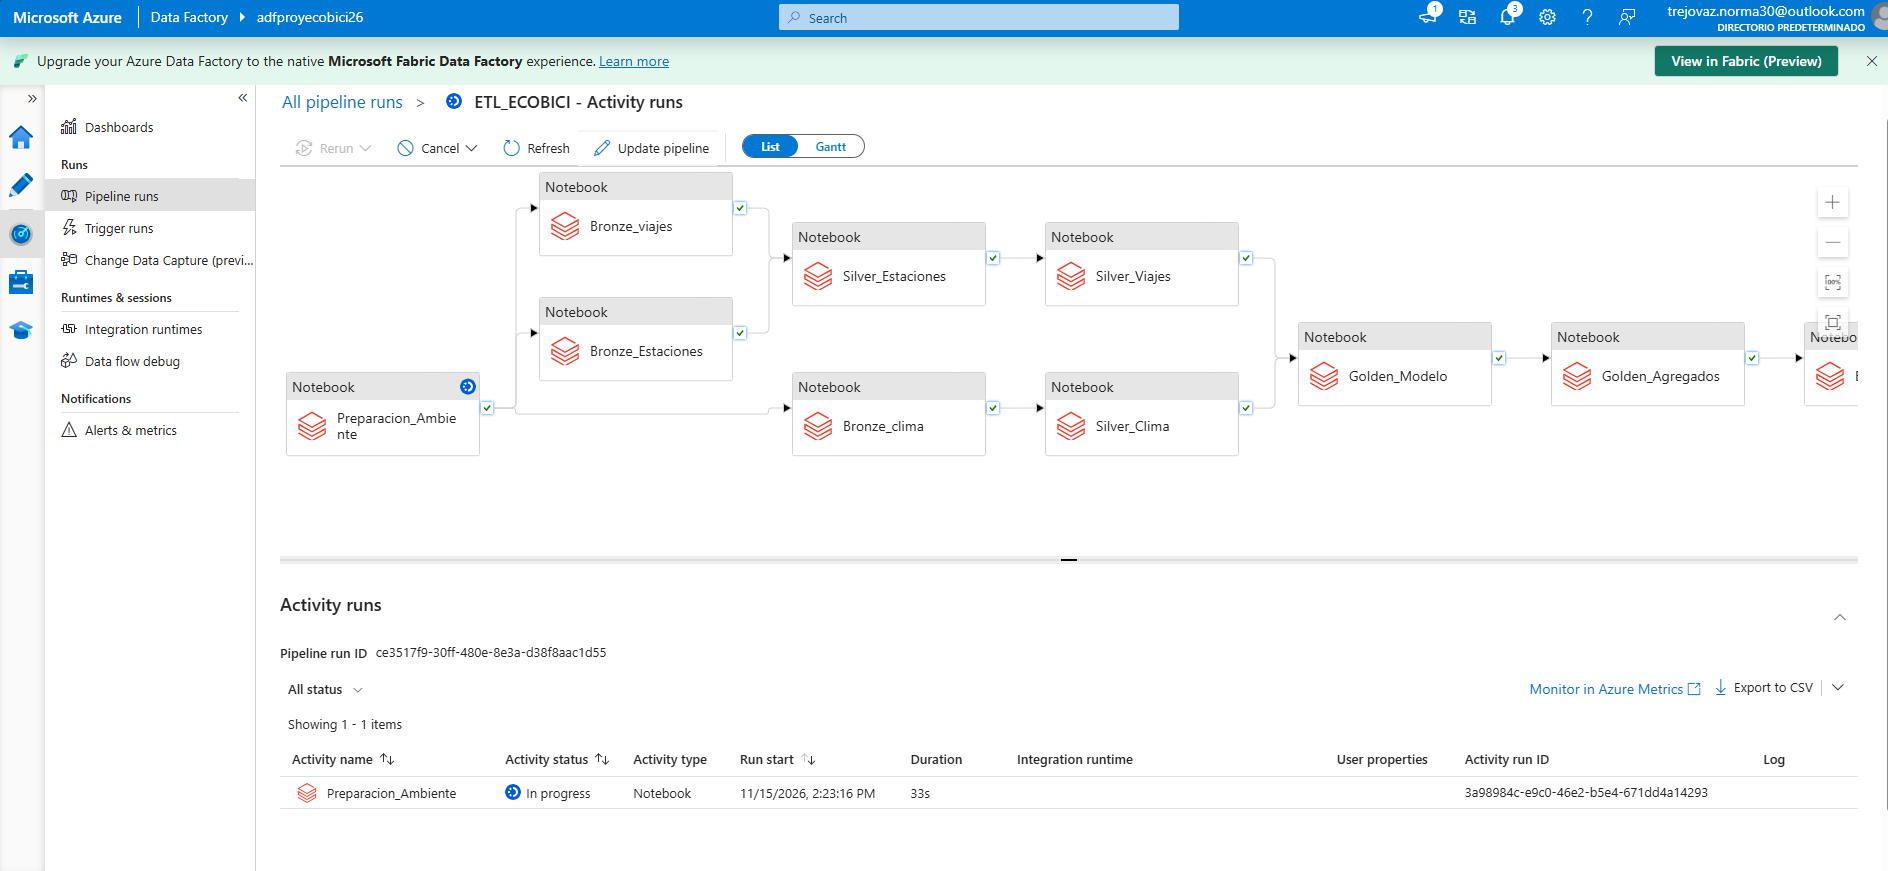 Microsoft Azure Data Factory adfproyecobici26 Search 1 3 trejovaz.norma30@outlook.com
DIRECTORIO PREDETERMINADO
Upgrade your Azure Data Factory to the native Microsoft Fabric Data Factory experience. Learn more View in Fabric (Preview)
Dashboards
Runs
Pipeline runs
Trigger runs
Change Data Capture (previ...
Runtimes & sessions
Integration runtimes
Data flow debug
Notifications
Alerts & metrics
All pipeline runs > ETL_ECOBICI - Activity runs
Rerun Cancel Refresh Update pipeline List Gantt
Notebook
Bronze_viajes
Notebook Notebook
Silver_Estaciones Silver_Viajes
Notebook
Bronze_Estaciones
100%
Notebook Notebook Notebo
Golden_Modelo Golden_Agregados
Notebook Notebook Notebook
Preparacion_Ambie
nte
Bronze_clima Silver_Clima
Activity runs
Pipeline run ID ce3517f9-30ff-480e-8e3a-d38f8aac1d55
All status Monitor in Azure Metrics Export to CSV
Showing 1 - 1 items
Activity name Activity status Activity type Run start Duration Integration runtime User properties Activity run ID Log
Preparacion_Ambiente In progress Notebook 11/15/2026, 2:23:16 PM 33s 3a98984c-e9c0-46e2-b5e4-671dd4a14293